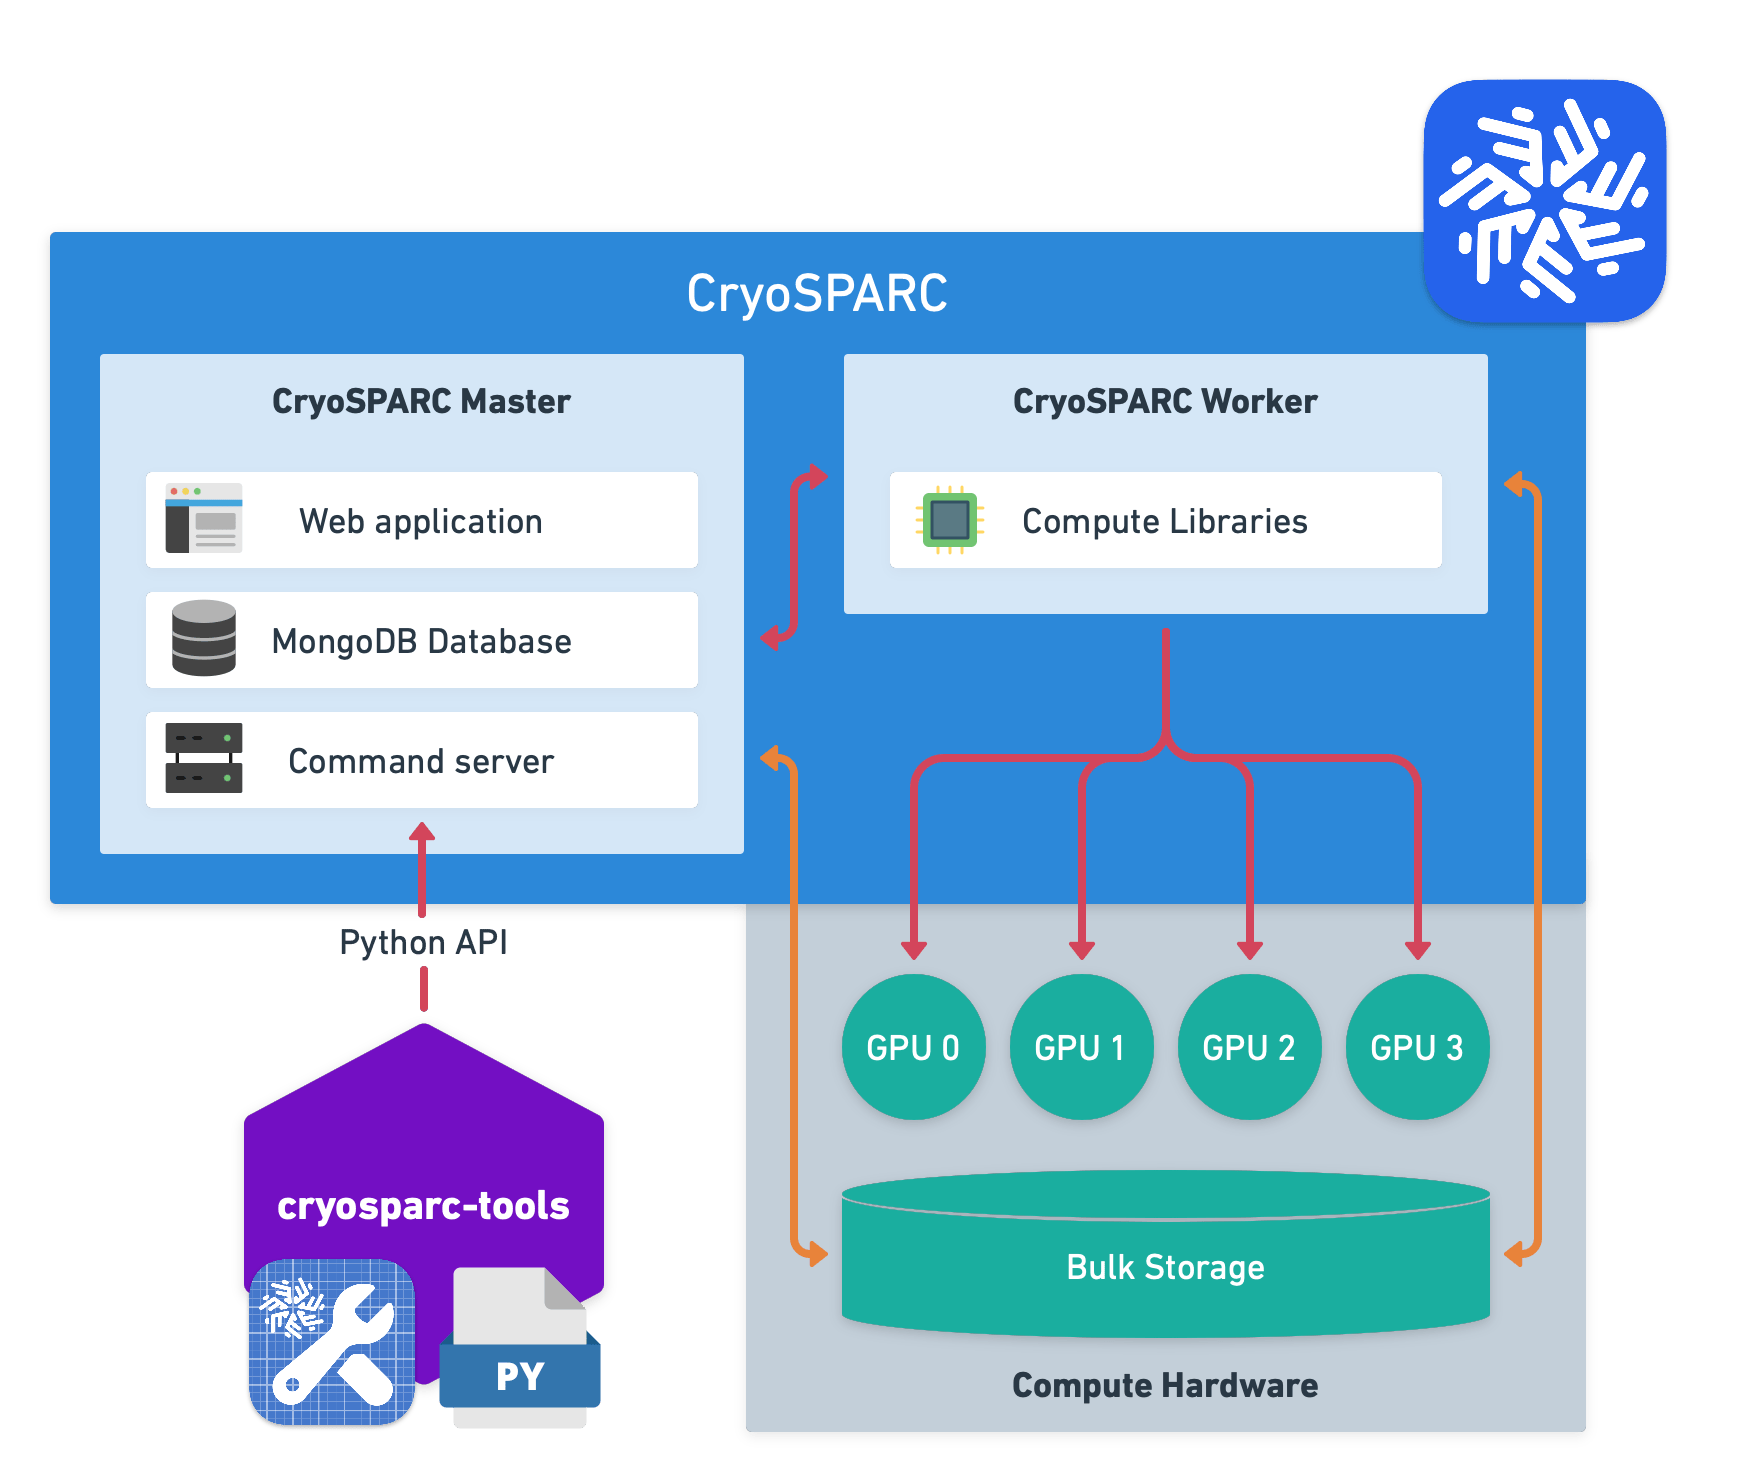 CryoSPARC
CryoSPARC Master
Web application
MongoDB Database
Command server
CryoSPARC Worker
Compute Libraries
Python API
cryosparc-tools
PY
GPU 0
GPU 1
GPU 2
GPU 3
Bulk Storage
Compute Hardware